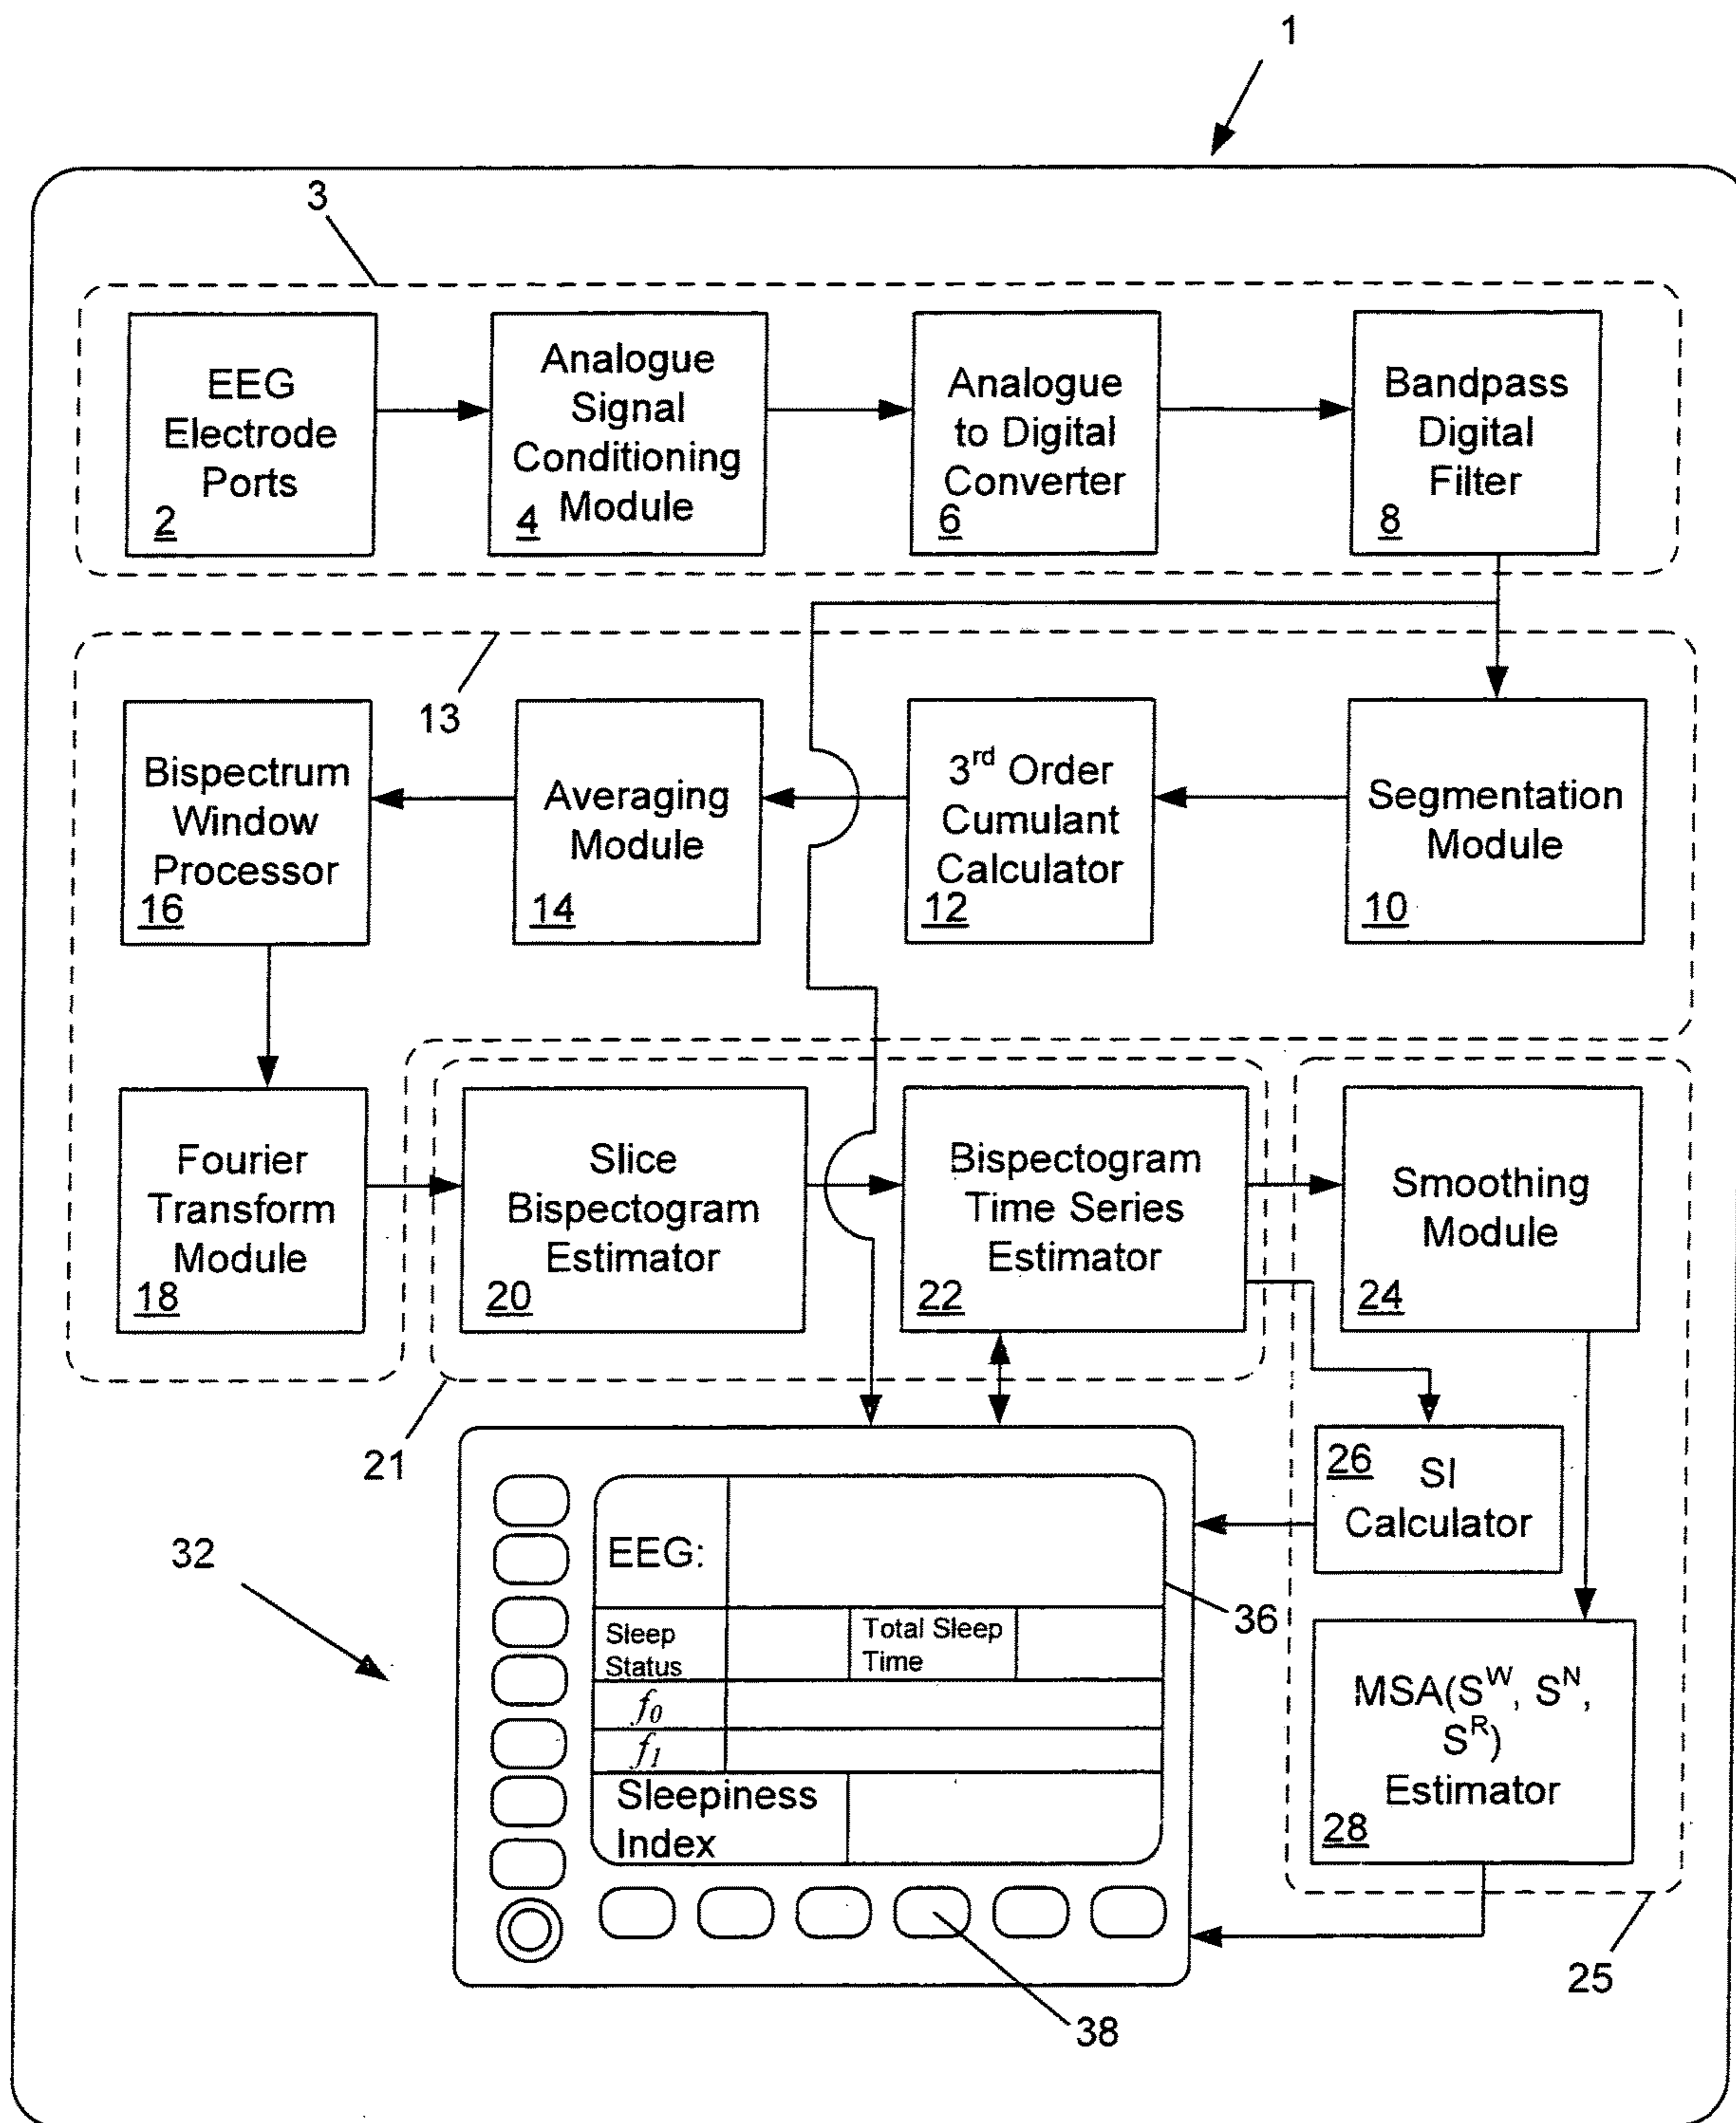 1
3
EEG
Electrode
Ports
2
Analogue
Signal
Conditioning
Module
4
Analogue
to Digital
Converter
6
Bandpass
Digital
Filter
8
13
Bispectrum
Window
Processor
16
Averaging
Module
14
3rd Order
Cumulant
Calculator
12
Segmentation
Module
10
Fourier
Transform
Module
18
Slice
Bispectogram
Estimator
20
Bispectogram
Time Series
Estimator
22
Smoothing
Module
24
21
26
SI
Calculator
32
EEG:
36
Sleep
Status
Total Sleep
Time
f0
f1
Sleepiness
Index
MSA(S^W, S^N,
S^R)
Estimator
28
25
38